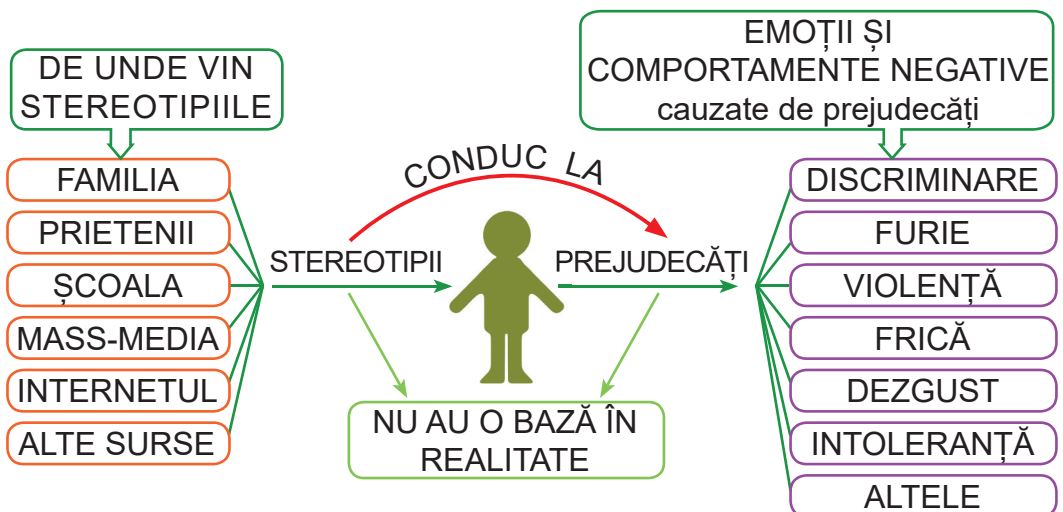 DE UNDE VIN
STEREOTIPIILE
FAMILIA
PRIETENII
ȘCOALA
MASS-MEDIA
INTERNETUL
ALTE SURSE
CONDUC LA
STEREOTIPII
PREJUDECĂȚI
NU AU O BAZĂ ÎN
REALITATE
EMOȚII ȘI
COMPORTAMENTE NEGATIVE
cauzate de prejudecăți
DISCRIMINARE
FURIE
VIOLENȚĂ
FRICĂ
DEZGUST
INTOLERANȚĂ
ALTELE